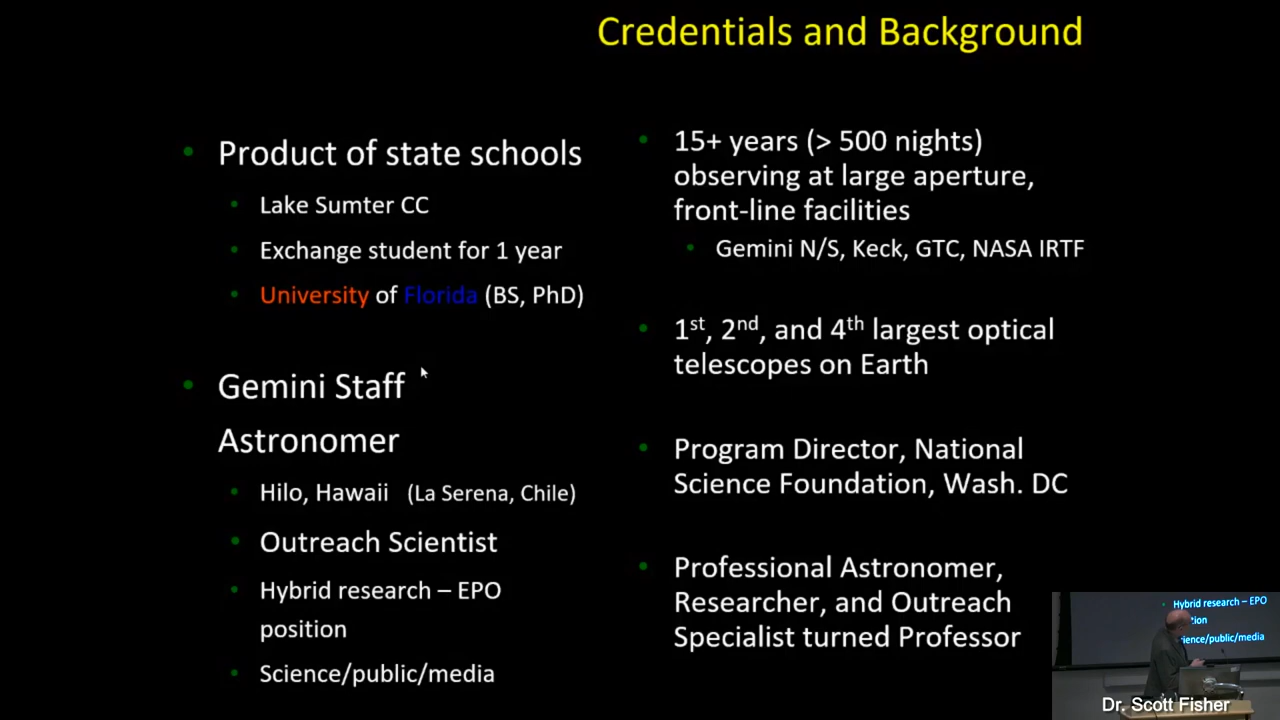 Credentials and Background
Product of state schools
Lake Sumter CC
Exchange student for 1 year
University of Florida (BS, PhD)
Gemini Staff
Astronomer
Hilo, Hawaii (La Serena, Chile)
Outreach Scientist
Hybrid research – EPO
position
Science/public/media
15+ years (> 500 nights)
observing at large aperture,
front-line facilities
Gemini N/S, Keck, GTC, NASA IRTF
1st, 2nd, and 4th largest optical
telescopes on Earth
Program Director, National
Science Foundation, Wash. DC
Professional Astronomer,
Researcher, and Outreach
Specialist turned Professor
Hybrid research – EPO
Dr. Scott Fisher